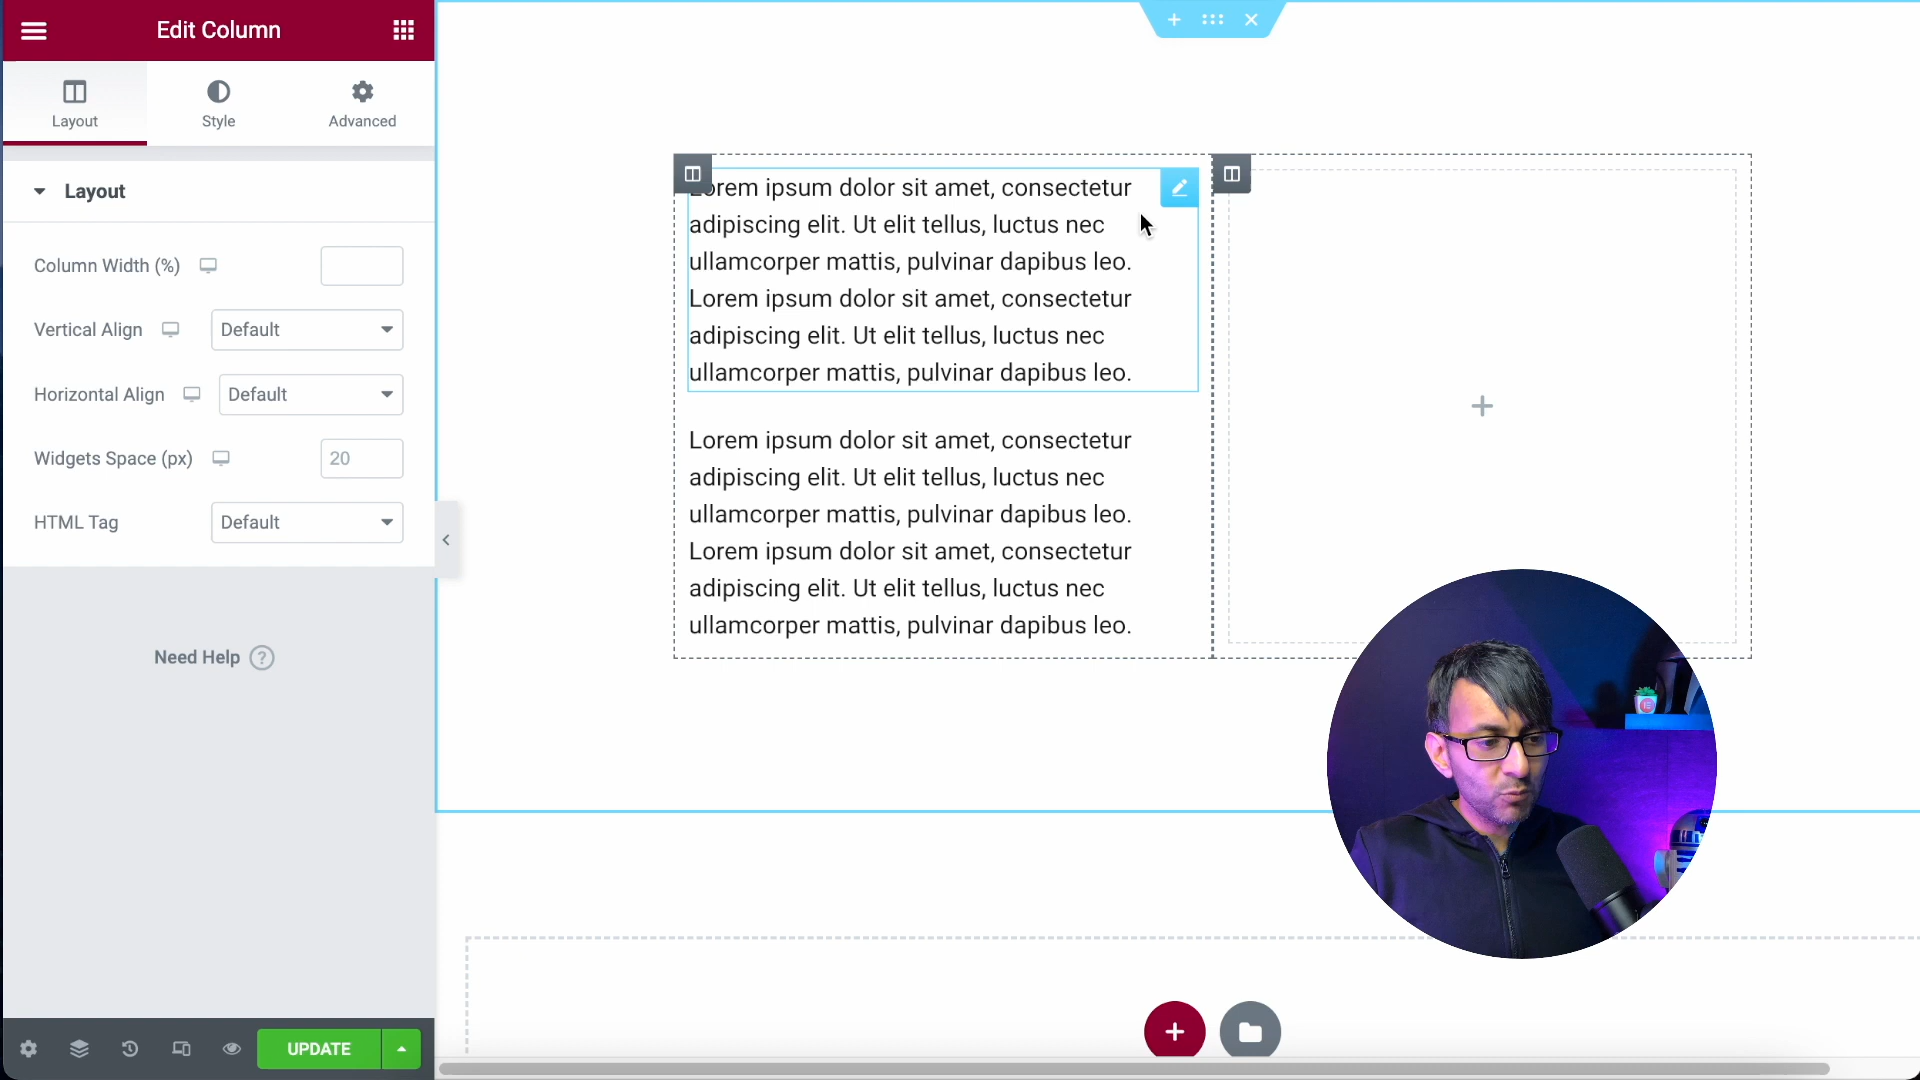 Edit Column
Layout
Style
Advanced
Layout
Column Width (%)
Vertical Align
Default
Horizontal Align
Default
Widgets Space (px)
20
HTML Tag
Default
Need Help ?
UPDATE
Lorem ipsum dolor sit amet, consectetur
adipiscing elit. Ut elit tellus, luctus nec
ullamcorper mattis, pulvinar dapibus leo.
Lorem ipsum dolor sit amet, consectetur
adipiscing elit. Ut elit tellus, luctus nec
ullamcorper mattis, pulvinar dapibus leo.
Lorem ipsum dolor sit amet, consectetur
adipiscing elit. Ut elit tellus, luctus nec
ullamcorper mattis, pulvinar dapibus leo.
Lorem ipsum dolor sit amet, consectetur
adipiscing elit. Ut elit tellus, luctus nec
ullamcorper mattis, pulvinar dapibus leo.